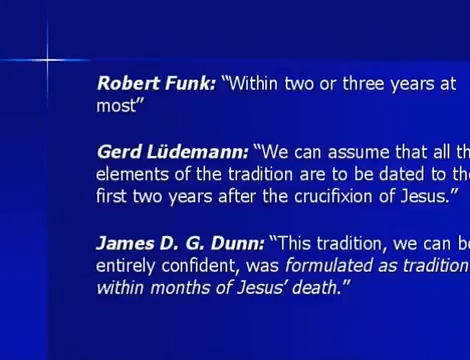 Robert Funk: “Within two or three years at
most”
Gerd Lüdemann: “We can assume that all th
elements of the tradition are to be dated to the
first two years after the crucifixion of Jesus.”
James D. G. Dunn: “This tradition, we can be
entirely confident, was formulated as tradition
within months of Jesus’ death.”